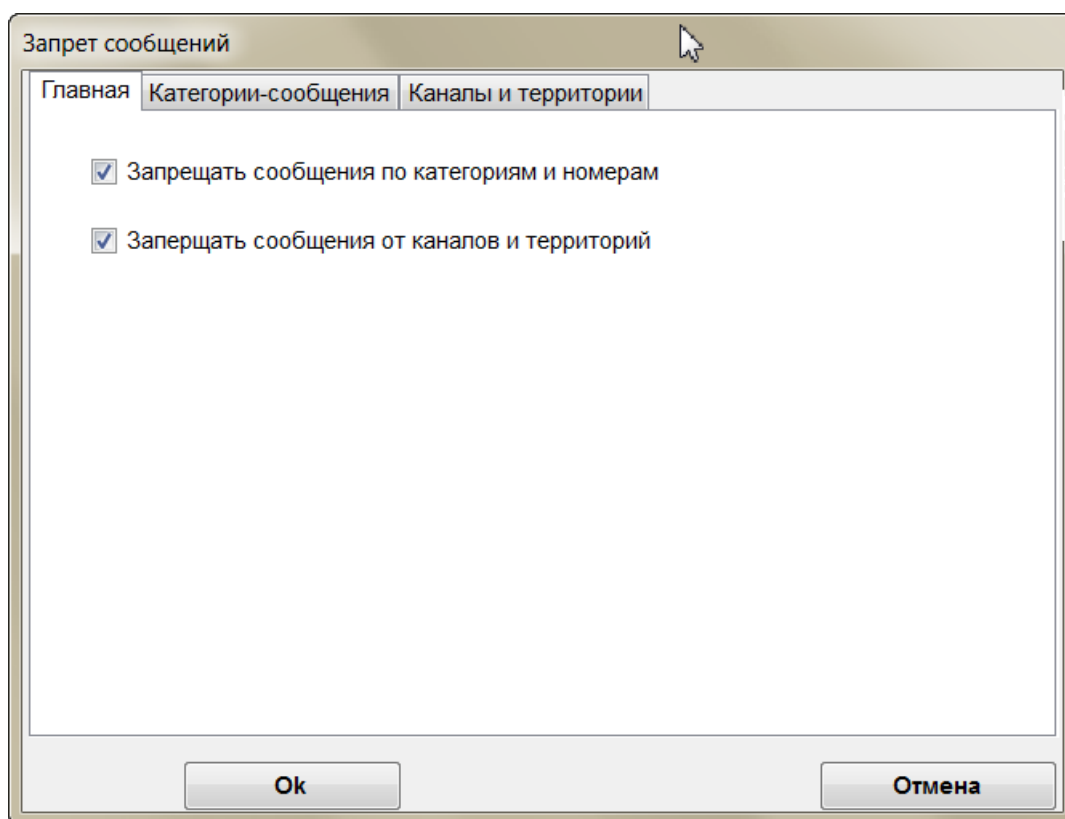 Запрет сообщений
Главная Категории-сообщения Каналы и территории
Запрещать сообщения по категориям и номерам
Заперщать сообщения от каналов и территорий
Ok Отмена